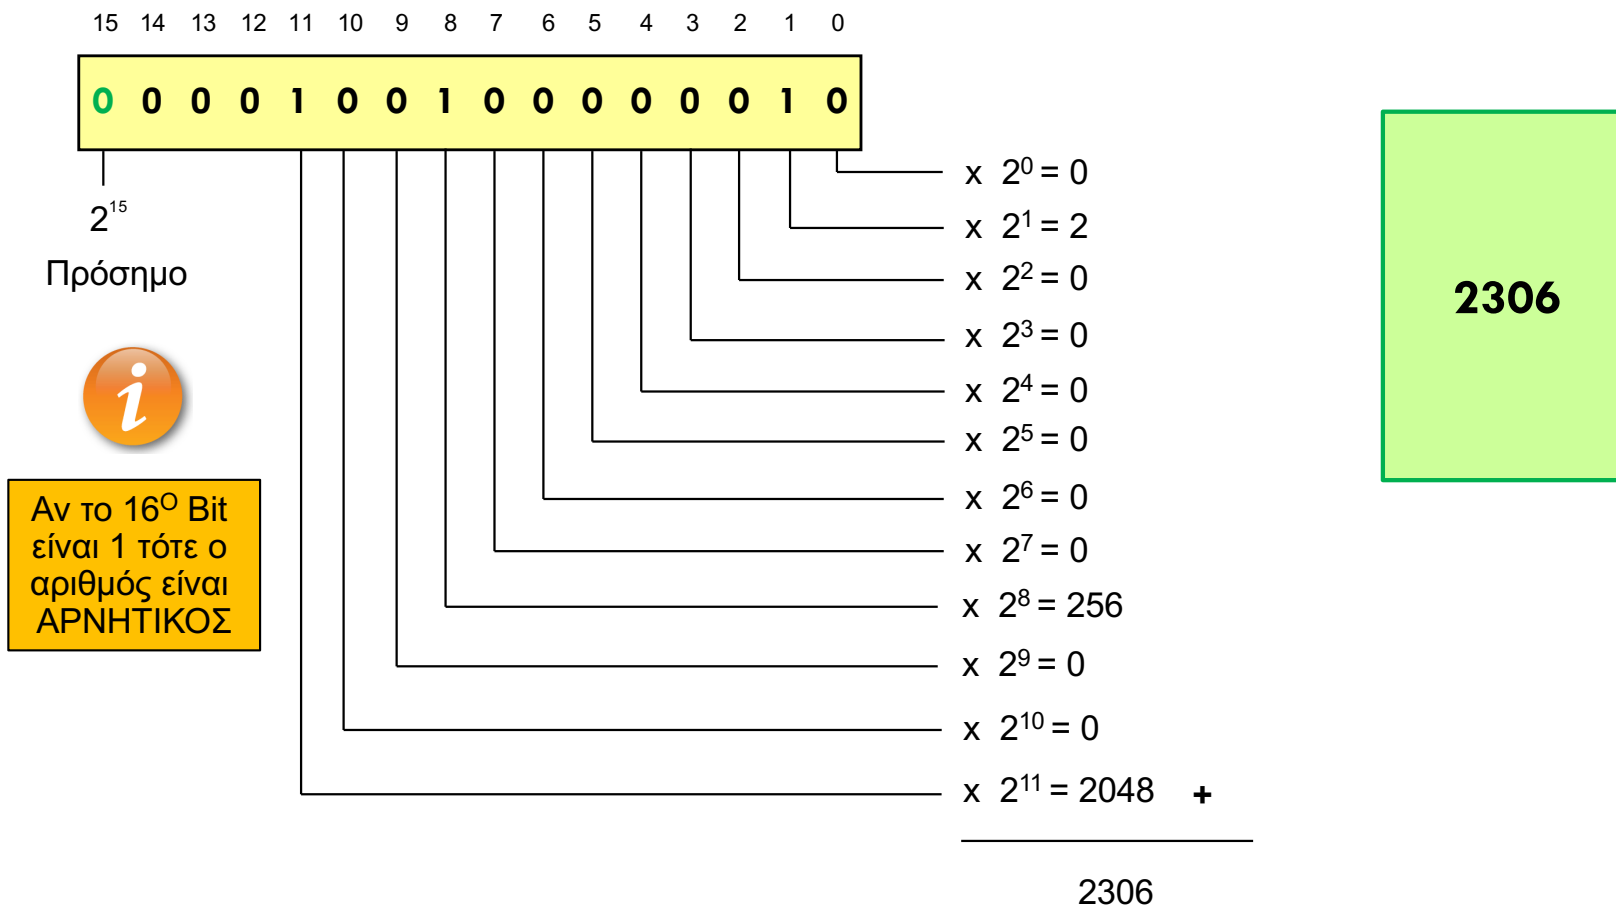 15 14 13 12 11 10 9 8 7 6 5 4 3 2 1 0
0 0 0 0 1 0 0 1 0 0 0 0 0 0 1 0
x 2⁰ = 0
2¹⁵
x 2¹ = 2
Πρόσημο
x 2² = 0
2306
x 2³ = 0
i
x 2⁴ = 0
x 2⁵ = 0
x 2⁶ = 0
Αν το 16ᴼ Bit
είναι 1 τότε ο
αριθμός είναι
ΑΡΝΗΤΙΚΟΣ
x 2⁷ = 0
x 2⁸ = 256
x 2⁹ = 0
x 2¹⁰ = 0
x 2¹¹ = 2048 +
2306